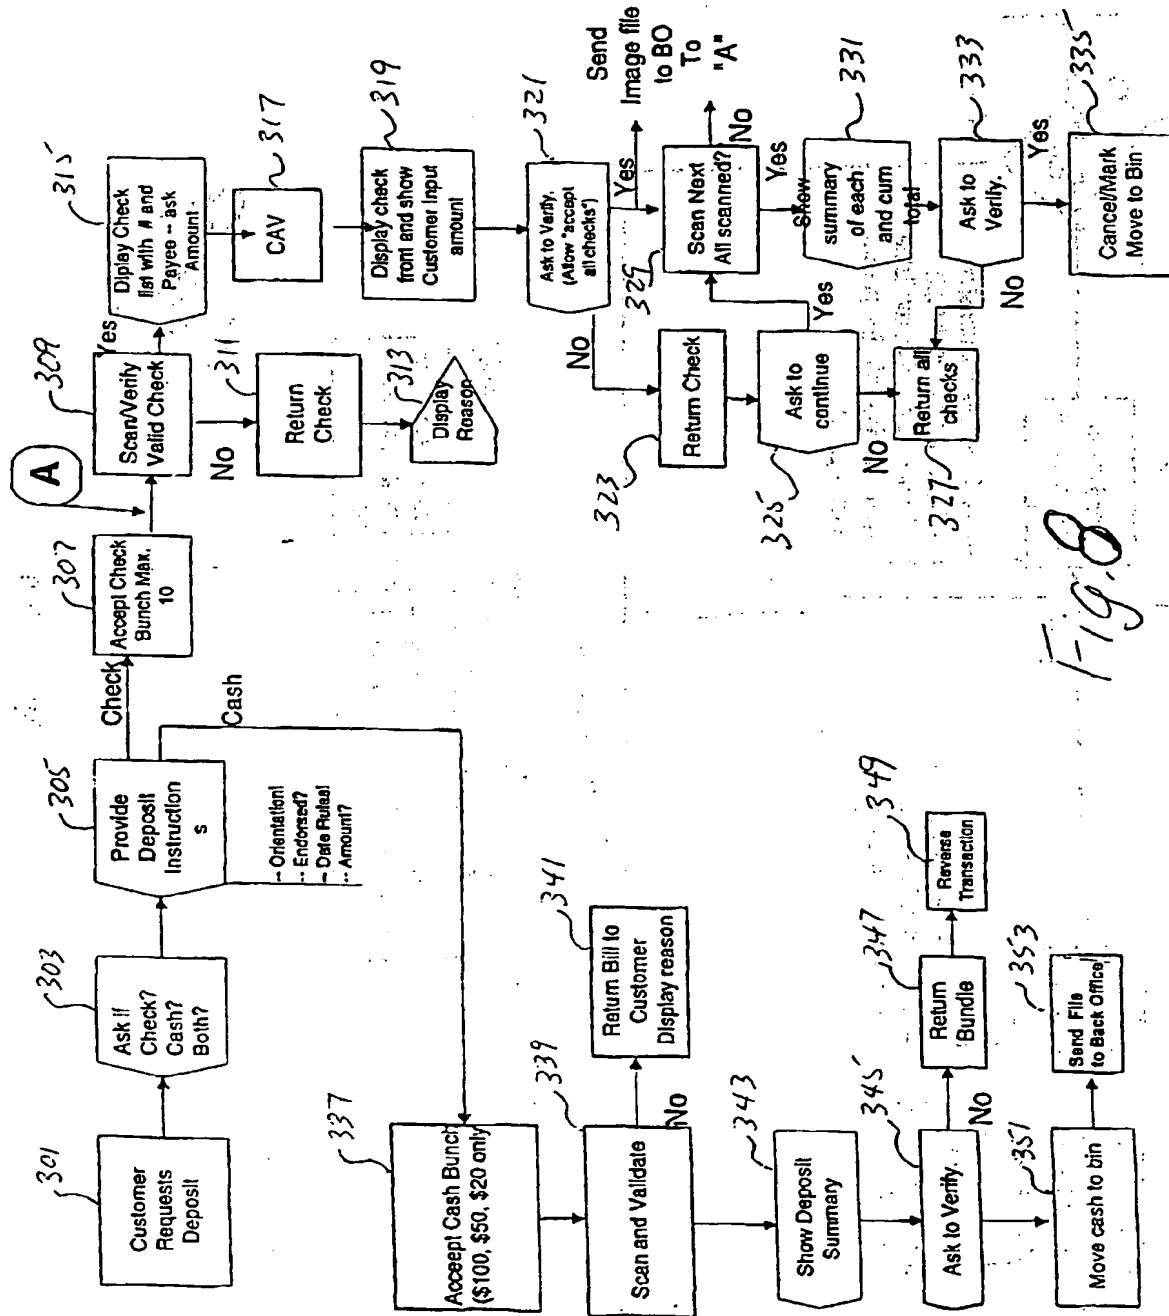 301
Customer
Requests
Deposit
303
Ask if
Check?
Cash?
Both?
305
Provide
Deposit
Instruction
s
-- Orientation!
-- Endorsed?
-- Date Rules!
-- Amount?
Check
Cash
307
Accept Check
Bunch Max.
10
A
309
Scan/Verify
Valid Check
Yes
No
311
Return
Check
313
Display
Reason
315
Diplay Check
list with # and
Payee -- ask
Amount
317
CAV
319
Display check
front and show
Customer Input
amount
321
Ask to Verify.
(Allow "accept
all checks")
Yes
No
Send
Image file
to BO
To
"A"
323
Return Check
325
Ask to
continue
Yes
No
327
Return all
checks
329
Scan Next
All scanned?
No
Yes
331
Show
summary
of each
and cum
total
333
Ask to
Verify.
No
Yes
335
Cancel/Mark
Move to Bin
337
Acceept Cash Bunch
($100, $50, $20 only)
339
Scan and Validate
No
341
Return Bill to
Customer
Display reason
343
Show Deposit
Summary
345
Ask to Verify.
No
347
Return
Bundle
349
Reverse
Transaction
351
Move cash to bin
353
Send File
to Back Office
Fig. 8